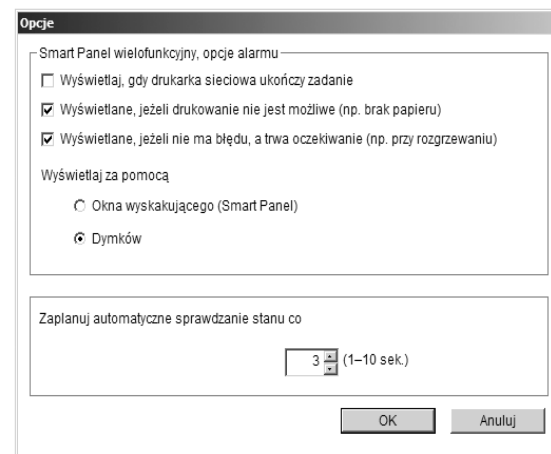 Opcje
Smart Panel wielofunkcyjny, opcje alarmu
Wyświetlaj, gdy drukarka sieciowa ukończy zadanie
Wyświetlane, jeżeli drukowanie nie jest możliwe (np. brak papieru)
Wyświetlane, jeżeli nie ma błędu, a trwa oczekiwanie (np. przy rozgrzewaniu)
Wyświetlaj za pomocą
Okna wyskakującego (Smart Panel)
Dymków
Zaplanuj automatyczne sprawdzanie stanu co
3 (1–10 sek.)
OK Anuluj